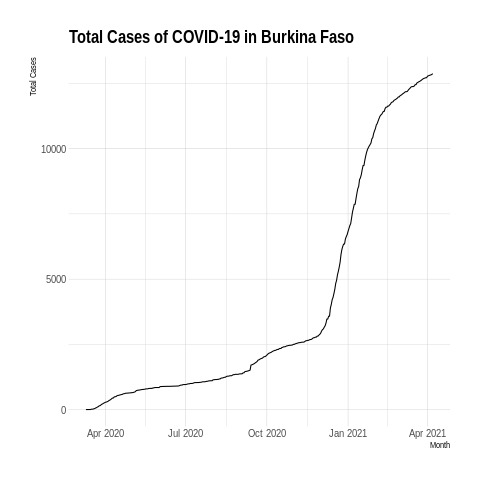 Total Cases of COVID-19 in Burkina Faso
Total Cases
10000
5000
0
Apr 2020 Jul 2020 Oct 2020 Jan 2021 Apr 2021
Month